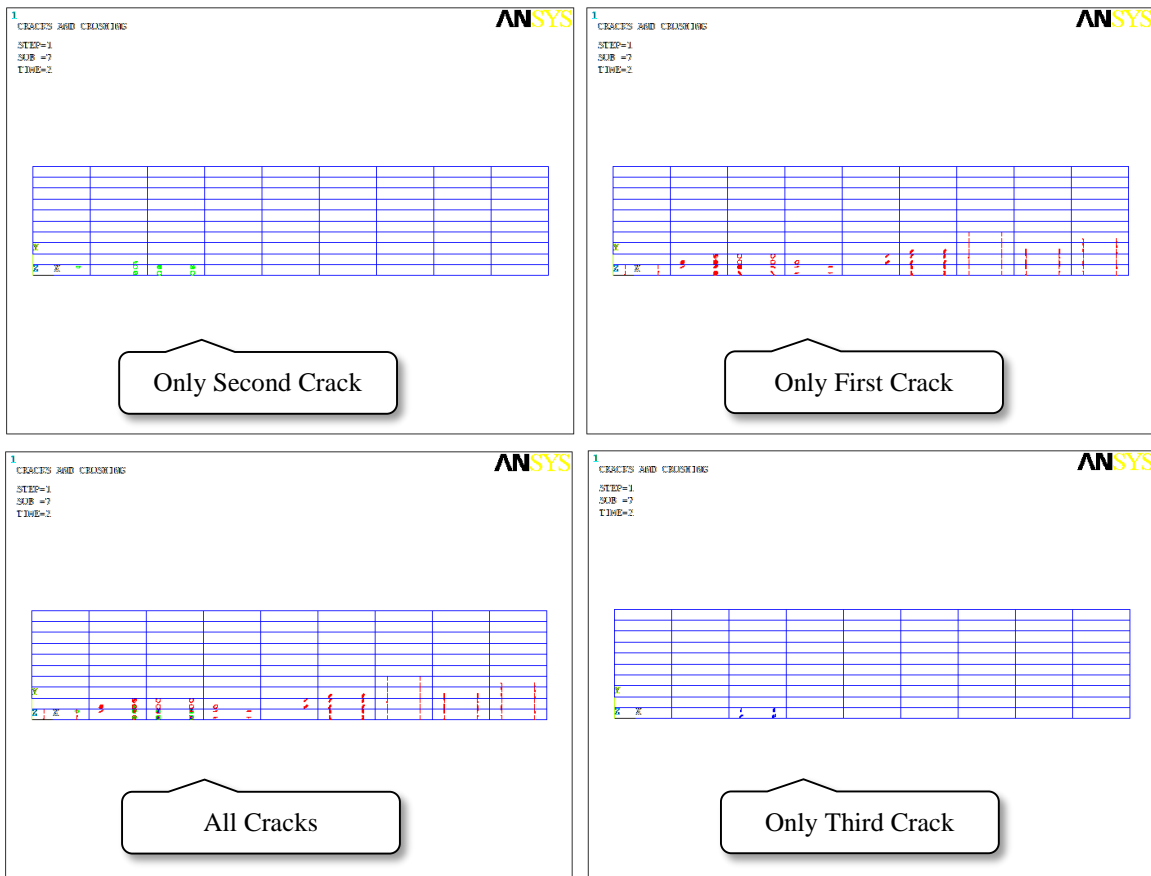 1
ANSYS
CRACKS AND CRUSHING
STEP=1
SUB =7
TIME=2
Y
Z X
Only Second Crack
1
ANSYS
CRACKS AND CRUSHING
STEP=1
SUB =7
TIME=2
Y
Z X
Only First Crack
1
ANSYS
CRACKS AND CRUSHING
STEP=1
SUB =7
TIME=2
Y
Z X
All Cracks
1
ANSYS
CRACKS AND CRUSHING
STEP=1
SUB =7
TIME=2
Y
Z X
Only Third Crack